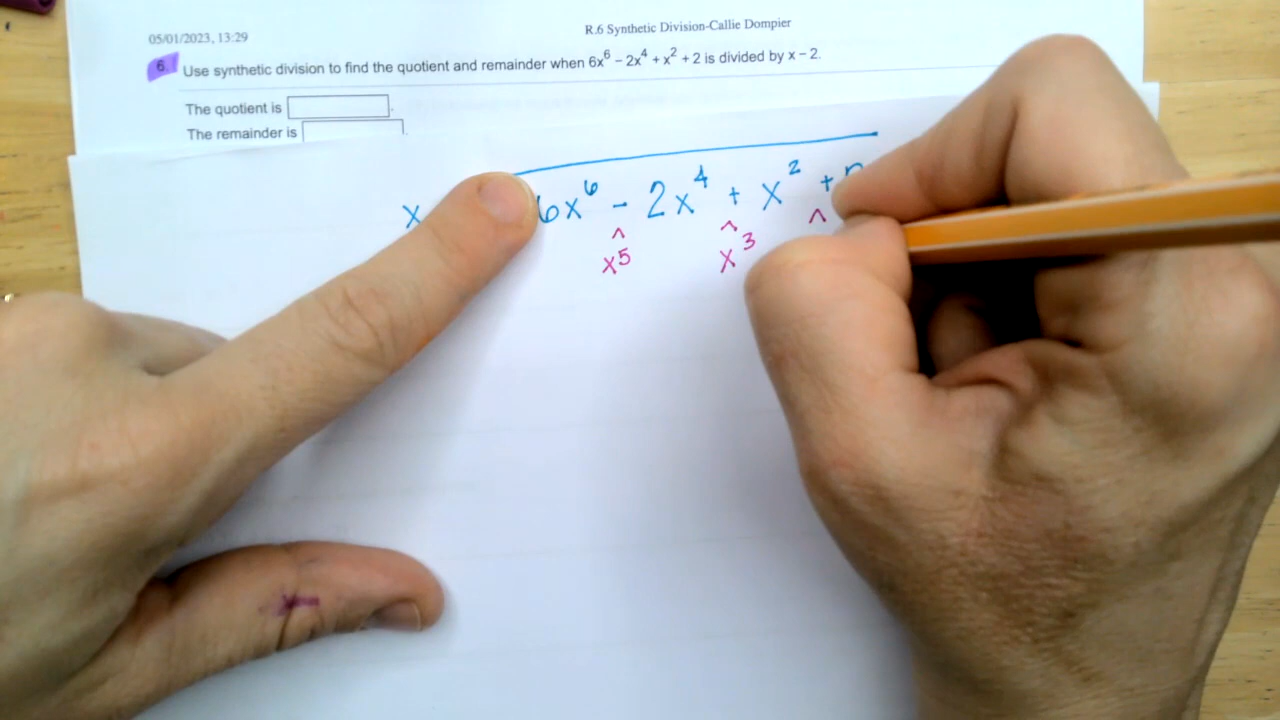 05/01/2023, 13:29
R.6 Synthetic Division-Callie Dompier
6. Use synthetic division to find the quotient and remainder when 6x⁶ − 2x⁴ + x² + 2 is divided by x − 2.
The quotient is
The remainder is
x 6x⁶ - 2x⁴ + x² +
^ ^ ^
x⁵ x³